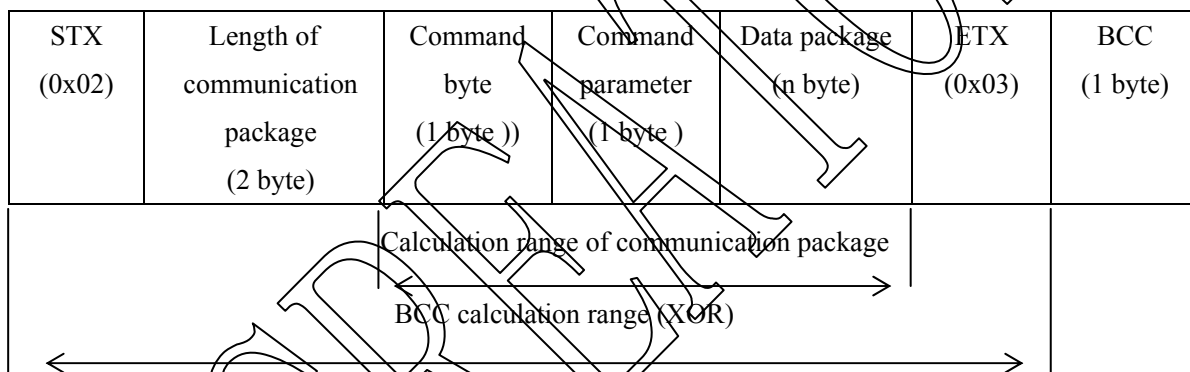 STX Length of Command Command Data package ETX BCC
(0x02) communication byte parameter (n byte) (0x03) (1 byte)
package (1 byte )) (1 byte )
(2 byte)
Calculation range of communication package
BCC calculation range (XOR)